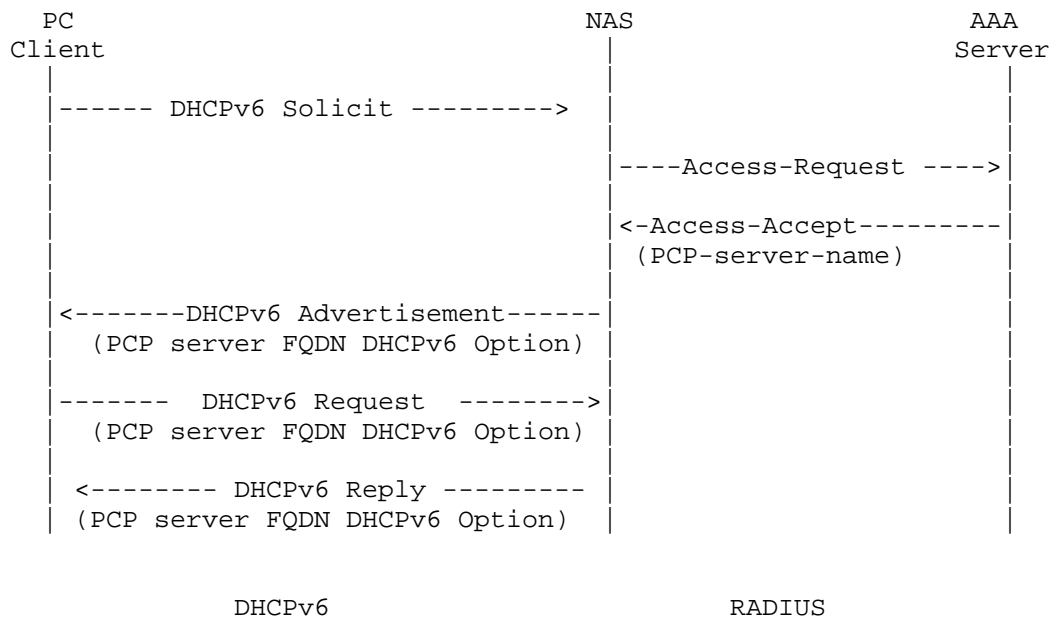 PC NAS AAA
Client Server
------ DHCPv6 Solicit --------->
----Access-Request ---->
<-Access-Accept---------
(PCP-server-name)
<-------DHCPv6 Advertisement------
(PCP server FQDN DHCPv6 Option)
------- DHCPv6 Request -------->
(PCP server FQDN DHCPv6 Option)
<-------- DHCPv6 Reply ---------
(PCP server FQDN DHCPv6 Option)
DHCPv6 RADIUS